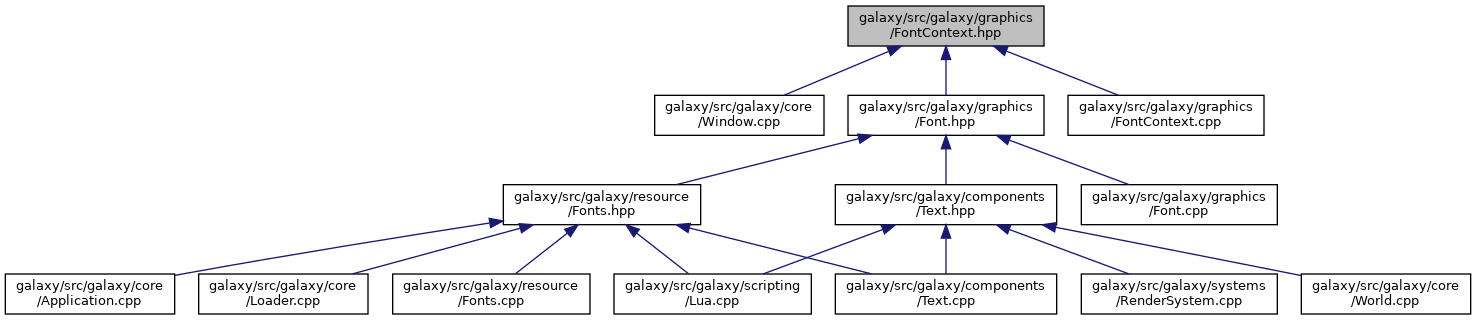 galaxy/src/galaxy/graphics
/FontContext.hpp
galaxy/src/galaxy/core
/Window.cpp
galaxy/src/galaxy/graphics
/Font.hpp
galaxy/src/galaxy/graphics
/FontContext.cpp
galaxy/src/galaxy/resource
/Fonts.hpp
galaxy/src/galaxy/components
/Text.hpp
galaxy/src/galaxy/graphics
/Font.cpp
galaxy/src/galaxy/core
/Application.cpp
galaxy/src/galaxy/core
/Loader.cpp
galaxy/src/galaxy/resource
/Fonts.cpp
galaxy/src/galaxy/scripting
/Lua.cpp
galaxy/src/galaxy/components
/Text.cpp
galaxy/src/galaxy/systems
/RenderSystem.cpp
galaxy/src/galaxy/core
/World.cpp